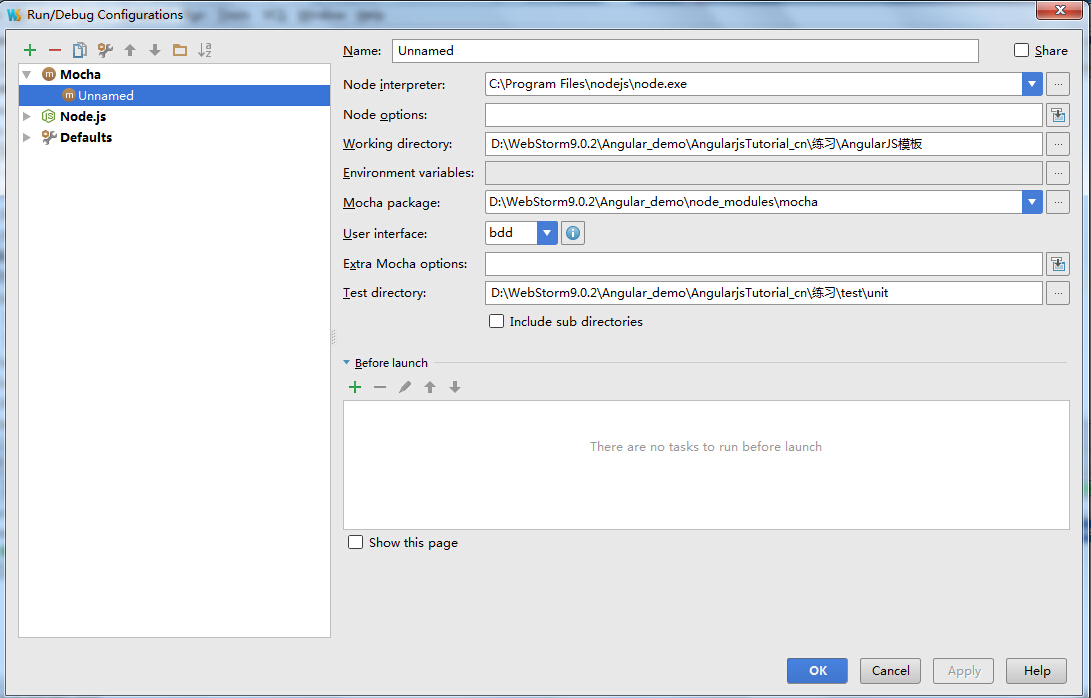 Run/Debug Configurations
Name: Unnamed Share
Mocha
Unnamed
Node.js
Defaults
Node interpreter: C:\Program Files\nodejs\node.exe
Node options:
Working directory: D:\WebStorm9.0.2\Angular_demo\AngularjsTutorial_cn\练习\AngularJS模板
Environment variables:
Mocha package: D:\WebStorm9.0.2\Angular_demo\node_modules\mocha
User interface: bdd
Extra Mocha options:
Test directory: D:\WebStorm9.0.2\Angular_demo\AngularjsTutorial_cn\练习\test\unit
Include sub directories
Before launch
There are no tasks to run before launch
Show this page
OK Cancel Apply Help